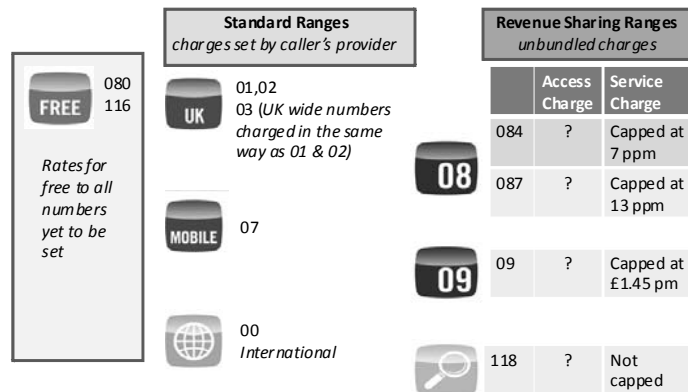 FREE
080
116
Rates for
free to all
numbers
yet to be
set
Standard Ranges
charges set by caller's provider
UK
01,02
03 (UK wide numbers
charged in the same
way as 01 & 02)
MOBILE
07
00
International
Revenue Sharing Ranges
unbundled charges
Access Service
Charge Charge
08
084 ? Capped at
7 ppm
087 ? Capped at
13 ppm
09
09 ? Capped at
£1.45 pm
118 ? Not
capped